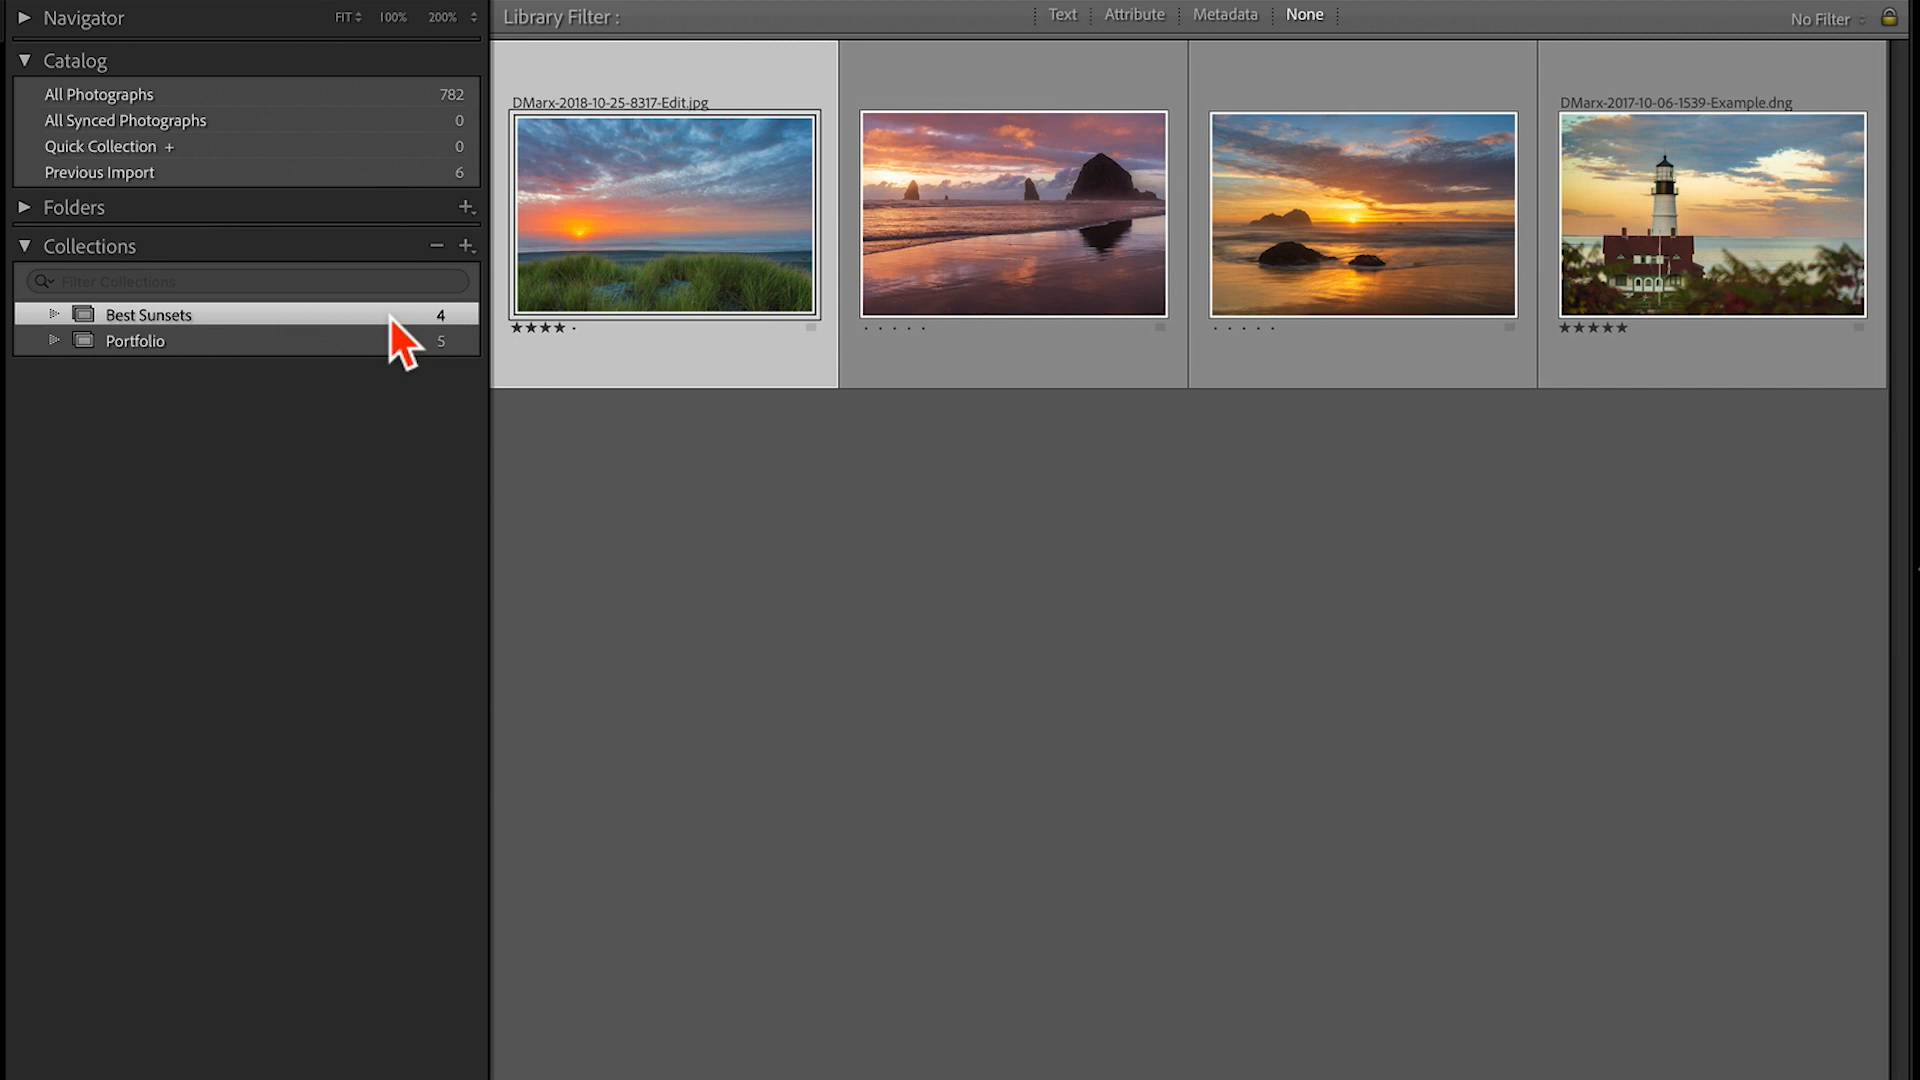 Navigator FIT 100% 200%
Catalog
All Photographs 782
All Synced Photographs 0
Quick Collection + 0
Previous Import 6
Folders
Collections
Filter Collections
Best Sunsets 4
Portfolio 5
Library Filter : Text Attribute Metadata None No Filter
DMarx-2018-10-25-8317-Edit.jpg
DMarx-2017-10-06-1539-Example.dng